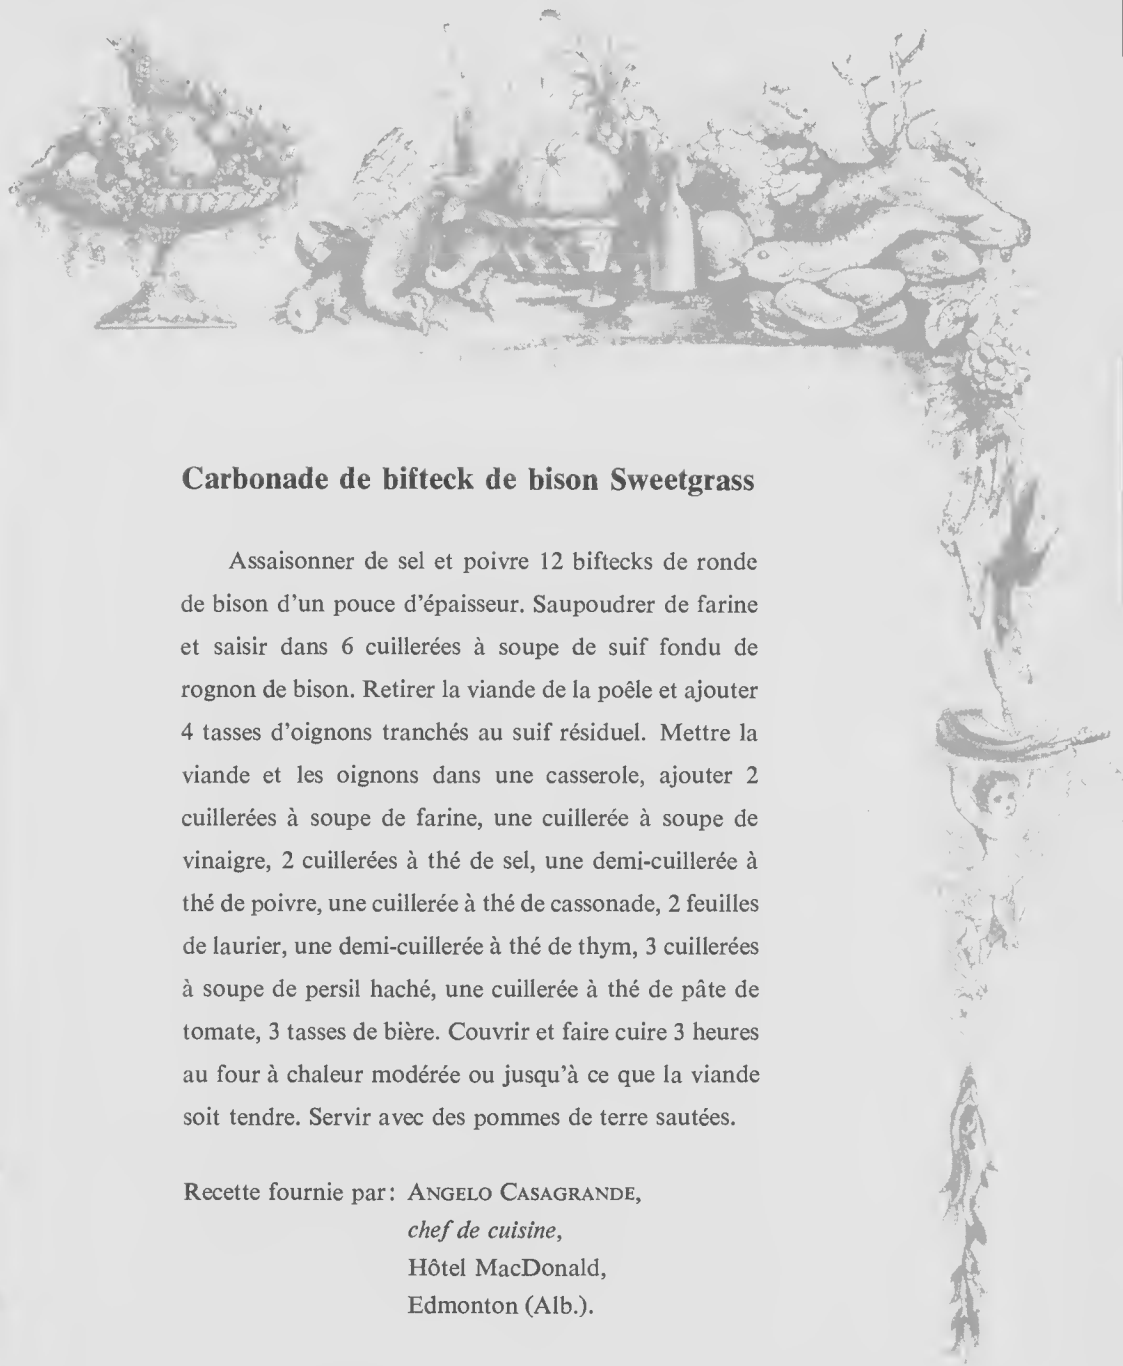 Carbonade de bifteck de bison Sweetgrass
Assaisonner de sel et poivre 12 biftecks de ronde
de bison d'un pouce d'épaisseur. Saupoudrer de farine
et saisir dans 6 cuillerées à soupe de suif fondu de
rognon de bison. Retirer la viande de la poêle et ajouter
4 tasses d'oignons tranchés au suif résiduel. Mettre la
viande et les oignons dans une casserole, ajouter 2
cuillerées à soupe de farine, une cuillerée à soupe de
vinaigre, 2 cuillerées à thé de sel, une demi-cuillerée à
thé de poivre, une cuillerée à thé de cassonade, 2 feuilles
de laurier, une demi-cuillerée à thé de thym, 3 cuillerées
à soupe de persil haché, une cuillerée à thé de pâte de
tomate, 3 tasses de bière. Couvrir et faire cuire 3 heures
au four à chaleur modérée ou jusqu'à ce que la viande
soit tendre. Servir avec des pommes de terre sautées.
Recette fournie par: ANGELO CASAGRANDE,
chef de cuisine,
Hôtel MacDonald,
Edmonton (Alb.).